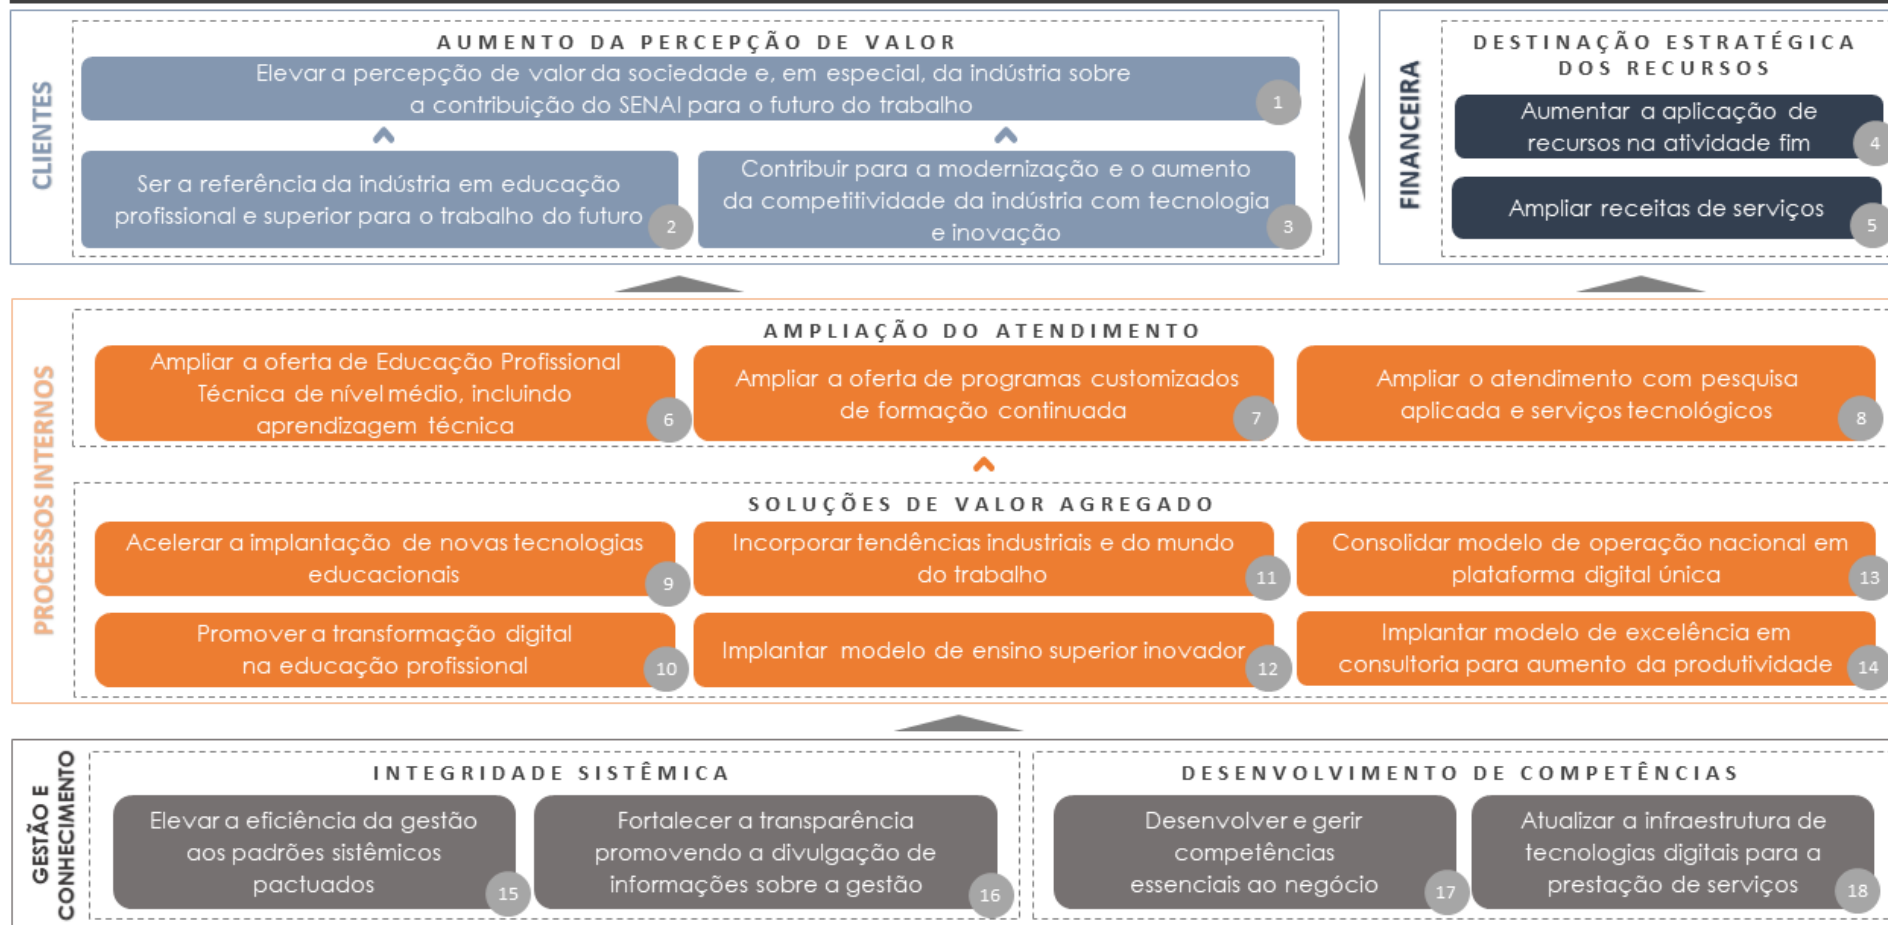 CLIENTES
AUMENTO DA PERCEPÇÃO DE VALOR
Elevar a percepção de valor da sociedade e, em especial, da indústria sobre
a contribuição do SENAI para o futuro do trabalho
1
Ser a referência da indústria em educação
profissional e superior para o trabalho do futuro
2
Contribuir para a modernização e o aumento
da competitividade da indústria com tecnologia
e inovação
3
FINANCEIRA
DESTINAÇÃO ESTRATÉGICA
DOS RECURSOS
Aumentar a aplicação de
recursos na atividade fim
4
Ampliar receitas de serviços
5
PROCESSOS INTERNOS
AMPLIAÇÃO DO ATENDIMENTO
Ampliar a oferta de Educação Profissional
Técnica de nível médio, incluindo
aprendizagem técnica
6
Ampliar a oferta de programas customizados
de formação continuada
7
Ampliar o atendimento com pesquisa
aplicada e serviços tecnológicos
8
SOLUÇÕES DE VALOR AGREGADO
Acelerar a implantação de novas tecnologias
educacionais
9
Incorporar tendências industriais e do mundo
do trabalho
11
Consolidar modelo de operação nacional em
plataforma digital única
13
Promover a transformação digital
na educação profissional
10
Implantar modelo de ensino superior inovador
12
Implantar modelo de excelência em
consultoria para aumento da produtividade
14
GESTÃO E
CONHECIMENTO
INTEGRIDADE SISTÊMICA
Elevar a eficiência da gestão
aos padrões sistêmicos
pactuados
15
Fortalecer a transparência
promovendo a divulgação de
informações sobre a gestão
16
DESENVOLVIMENTO DE COMPETÊNCIAS
Desenvolver e gerir
competências
essenciais ao negócio
17
Atualizar a infraestrutura de
tecnologias digitais para a
prestação de serviços
18